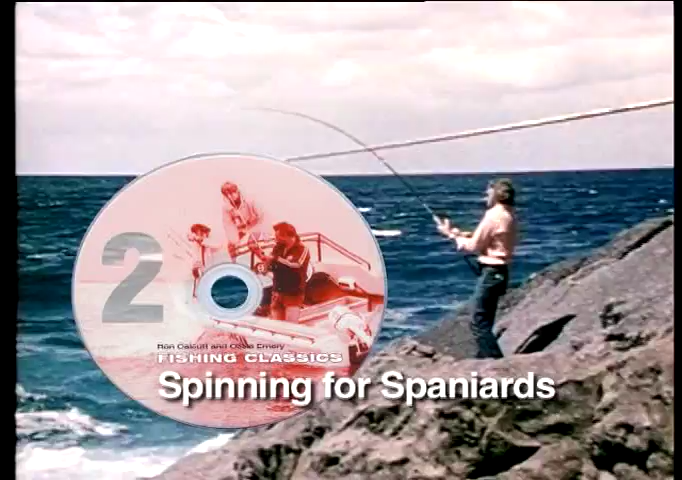 2
Ron Calcutt and Ossie Emery
FISHING CLASSICS
Spinning for Spaniards